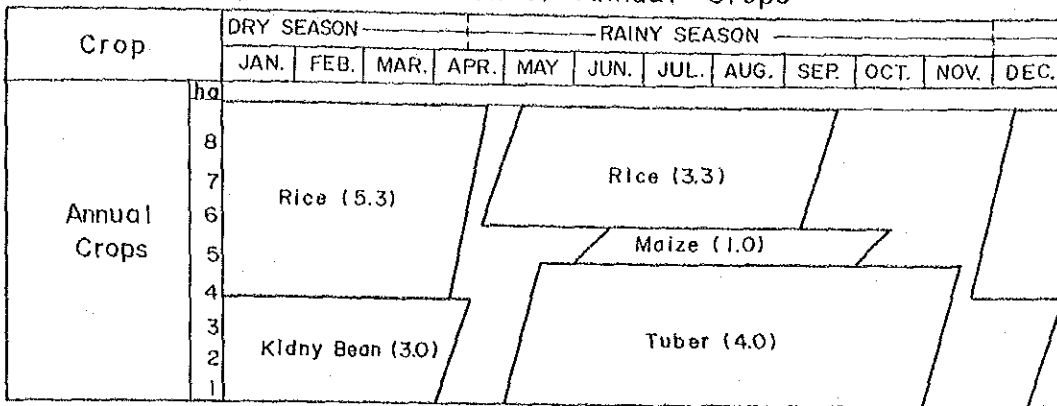 Annual Crops
Crop
DRY SEASON
RAINY SEASON
JAN. FEB. MAR. APR. MAY JUN. JUL. AUG. SEP. OCT. NOV. DEC.
ha
8
7
6
5
4
3
2
1
Annual
Crops
Rice (5.3)
Rice (3.3)
Maize (1.0)
Kidny Bean (3.0)
Tuber (4.0)